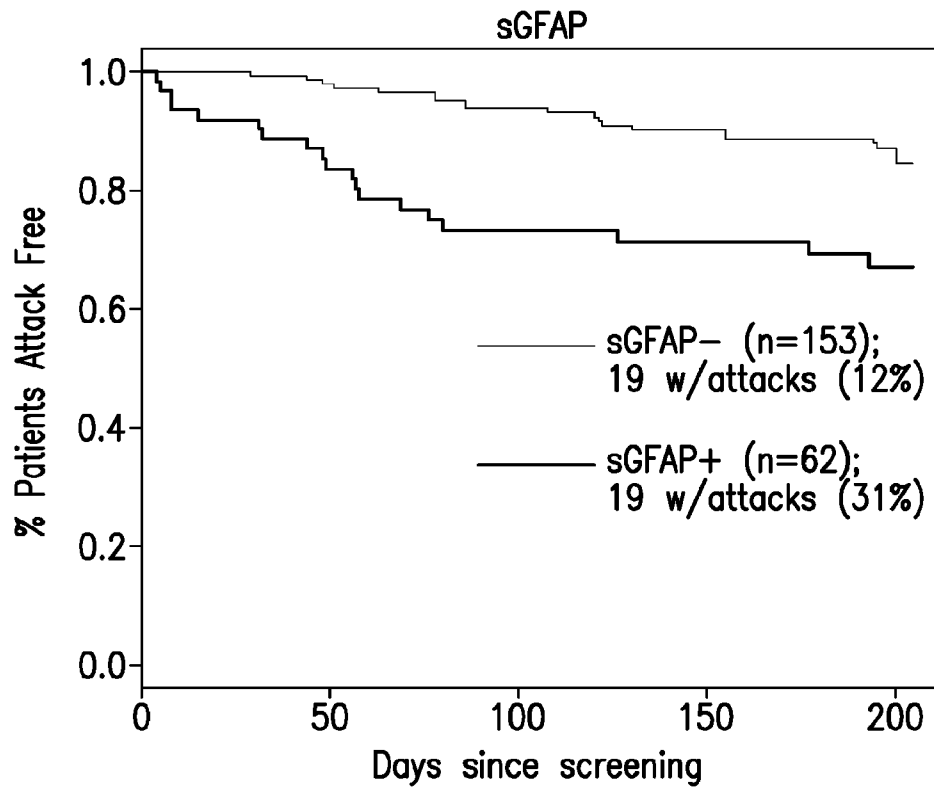 sGFAP
1.0
0.8
0.6
0.4
0.2
0.0
% Patients Attack Free
sGFAP– (n=153);
19 w/attacks (12%)
sGFAP+ (n=62);
19 w/attacks (31%)
0 50 100 150 200
Days since screening